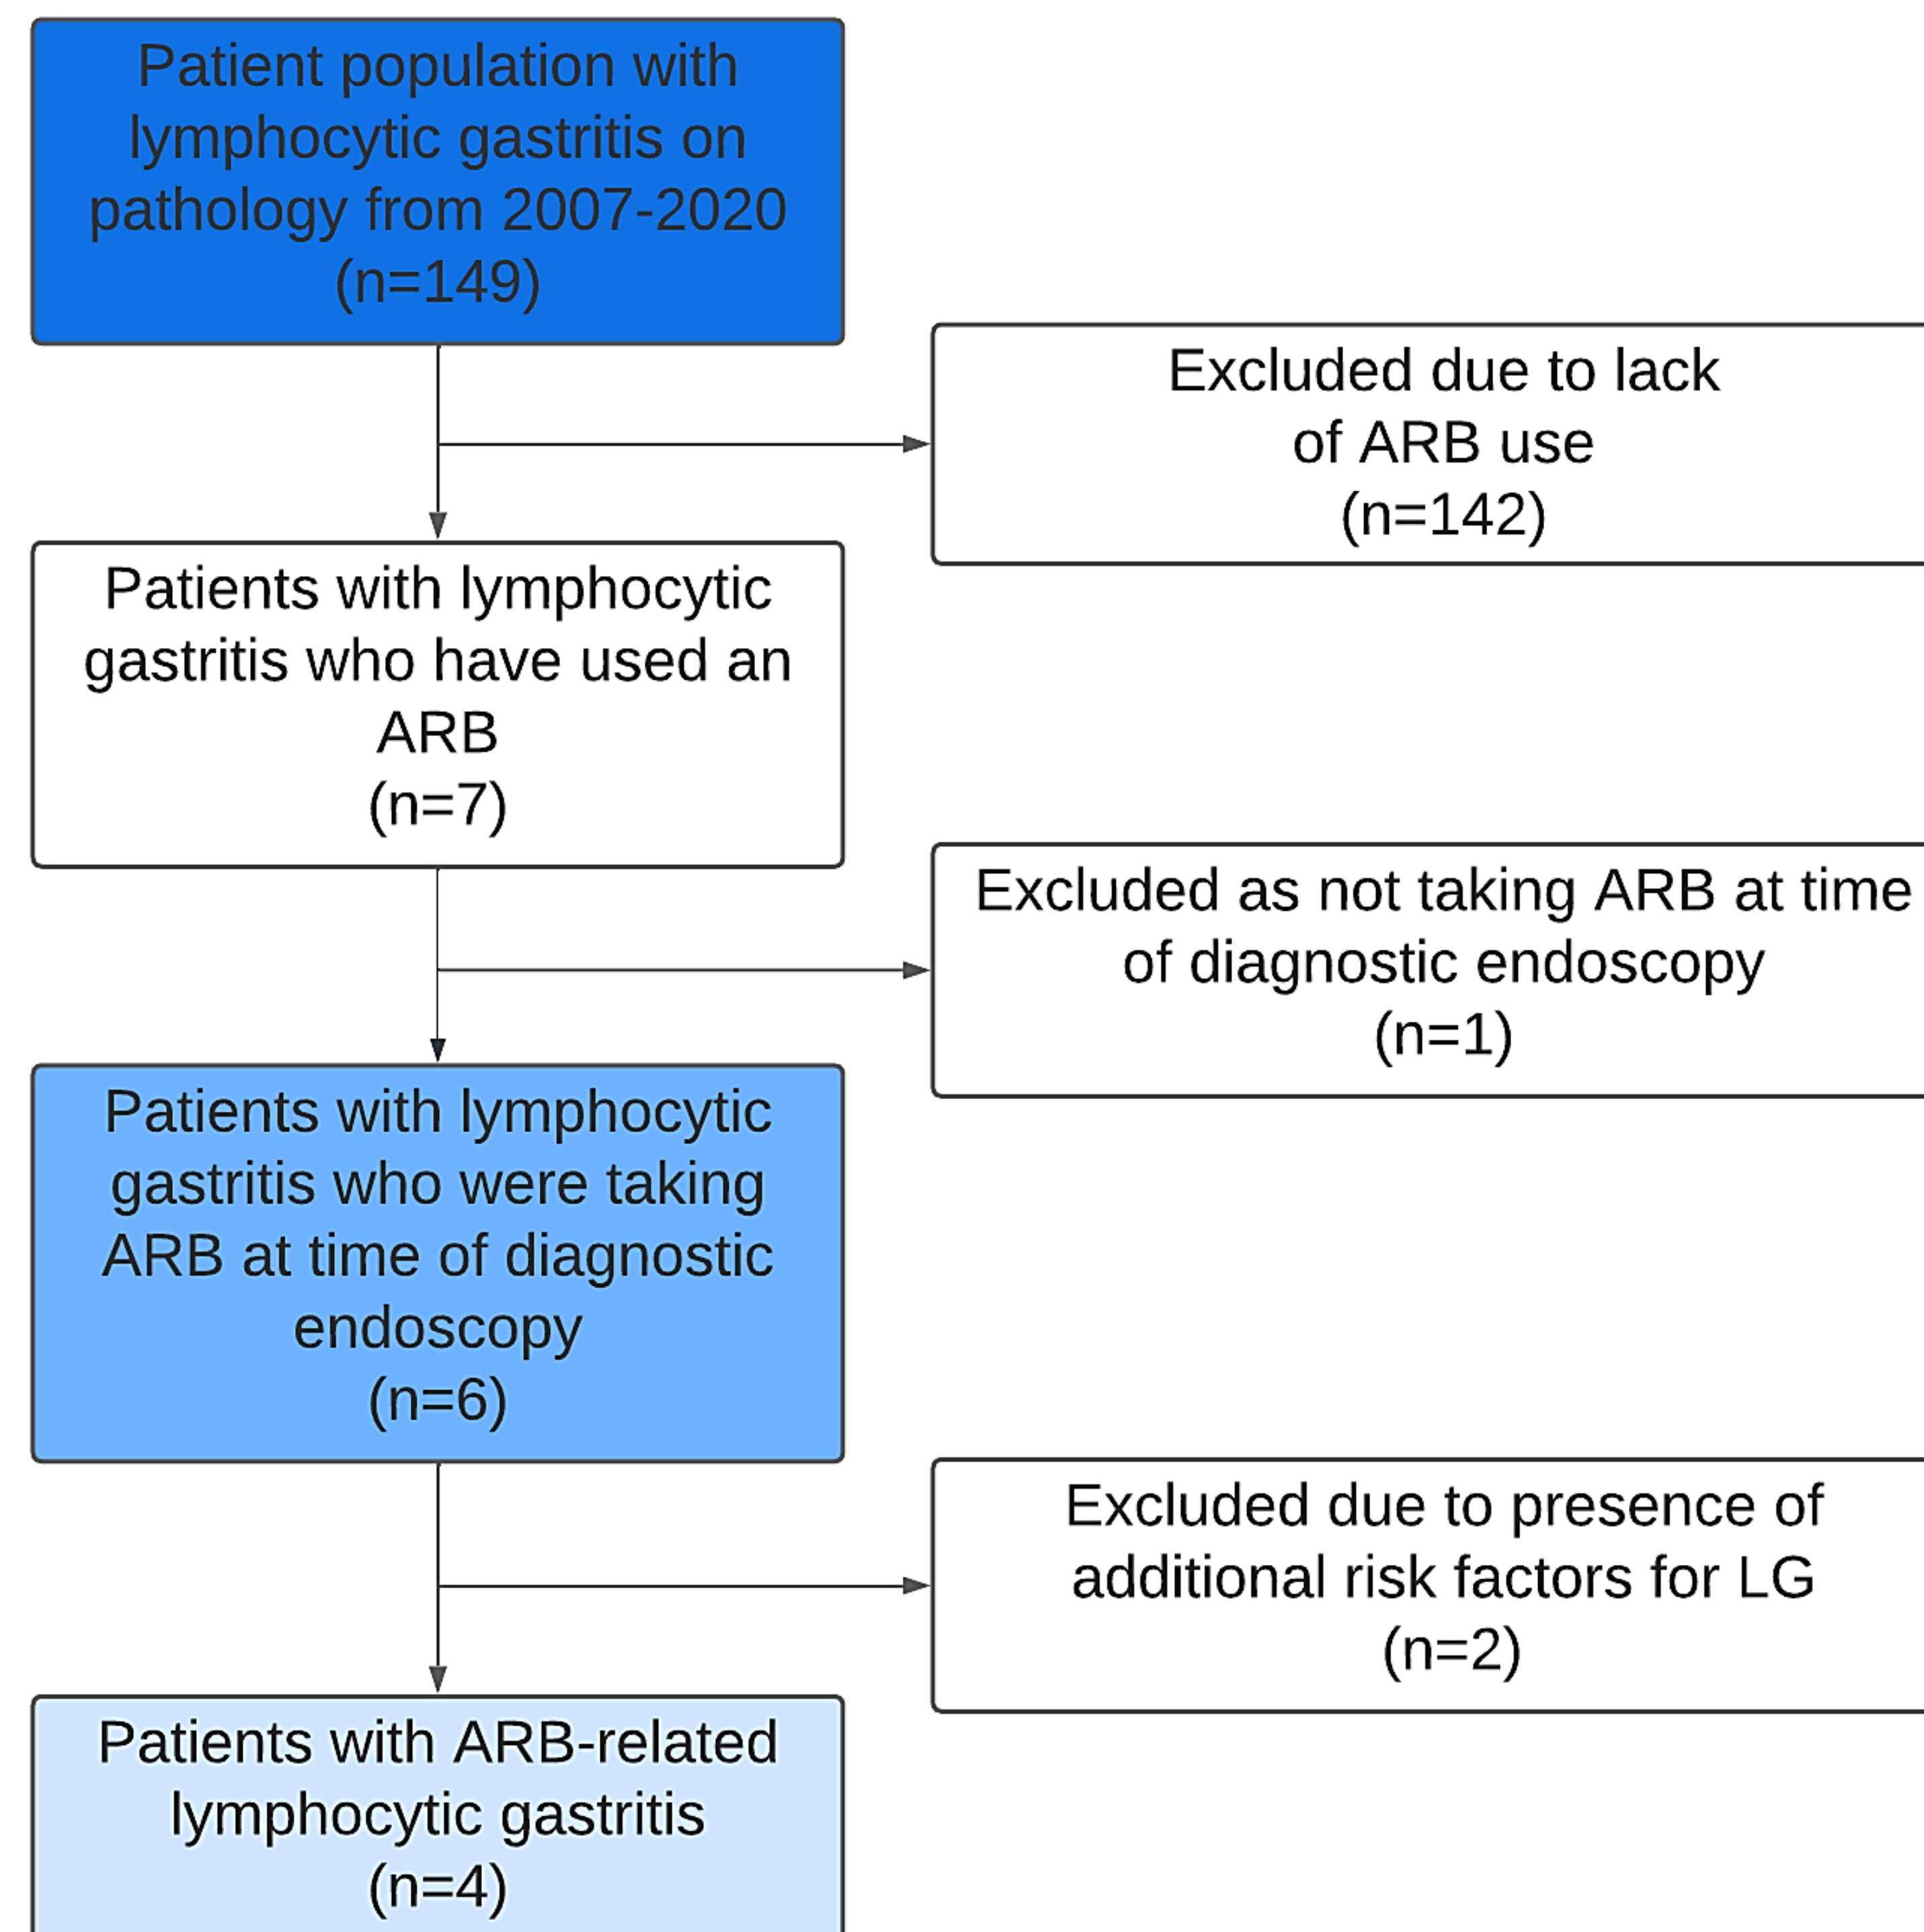 Patient population with
lymphocytic gastritis on
pathology from 2007-2020
(n=149)
Excluded due to lack
of ARB use
(n=142)
Patients with lymphocytic
gastritis who have used an
ARB
(n=7)
Excluded as not taking ARB at time
of diagnostic endoscopy
(n=1)
Patients with lymphocytic
gastritis who were taking
ARB at time of diagnostic
endoscopy
(n=6)
Excluded due to presence of
additional risk factors for LG
(n=2)
Patients with ARB-related
lymphocytic gastritis
(n=4)